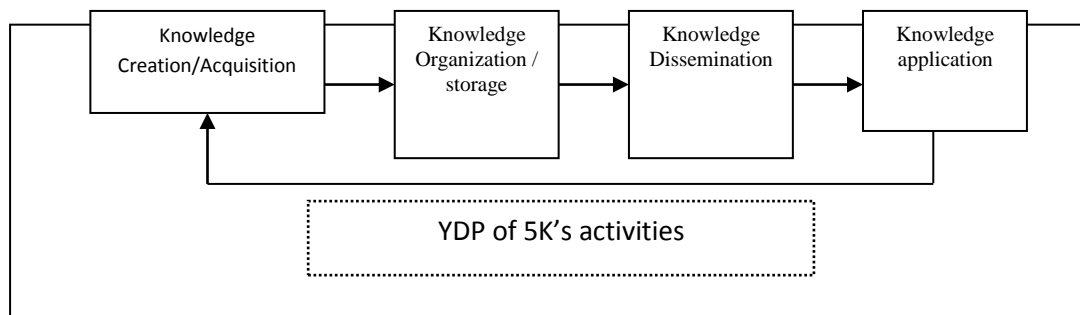 Knowledge
Creation/Acquisition
Knowledge
Organization /
storage
Knowledge
Dissemination
Knowledge
application
YDP of 5K’s activities